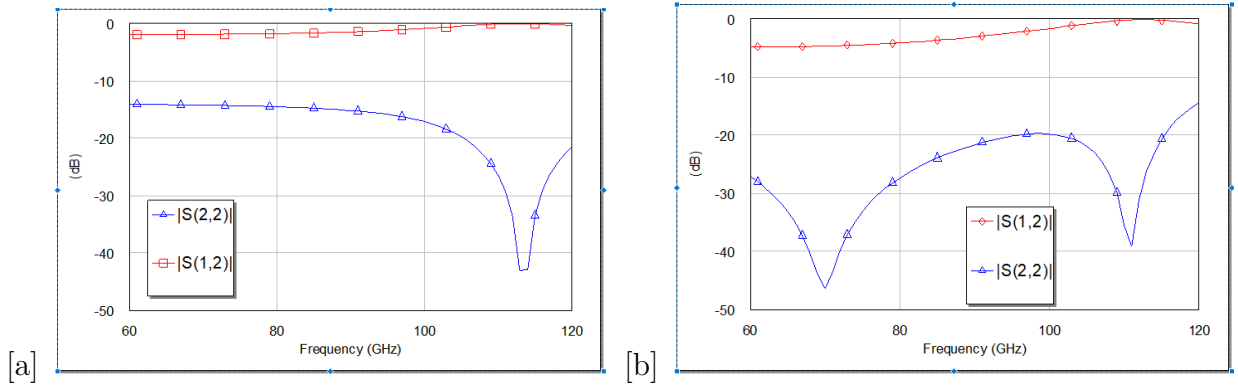 0
-10
-20
-30
-40
-50
(dB)
|S(2,2)|
|S(1,2)|
60
80
100
120
Frequency (GHz)
[a]
0
-10
-20
-30
-40
-50
(dB)
|S(1,2)|
|S(2,2)|
60
80
100
120
Frequency (GHz)
[b]